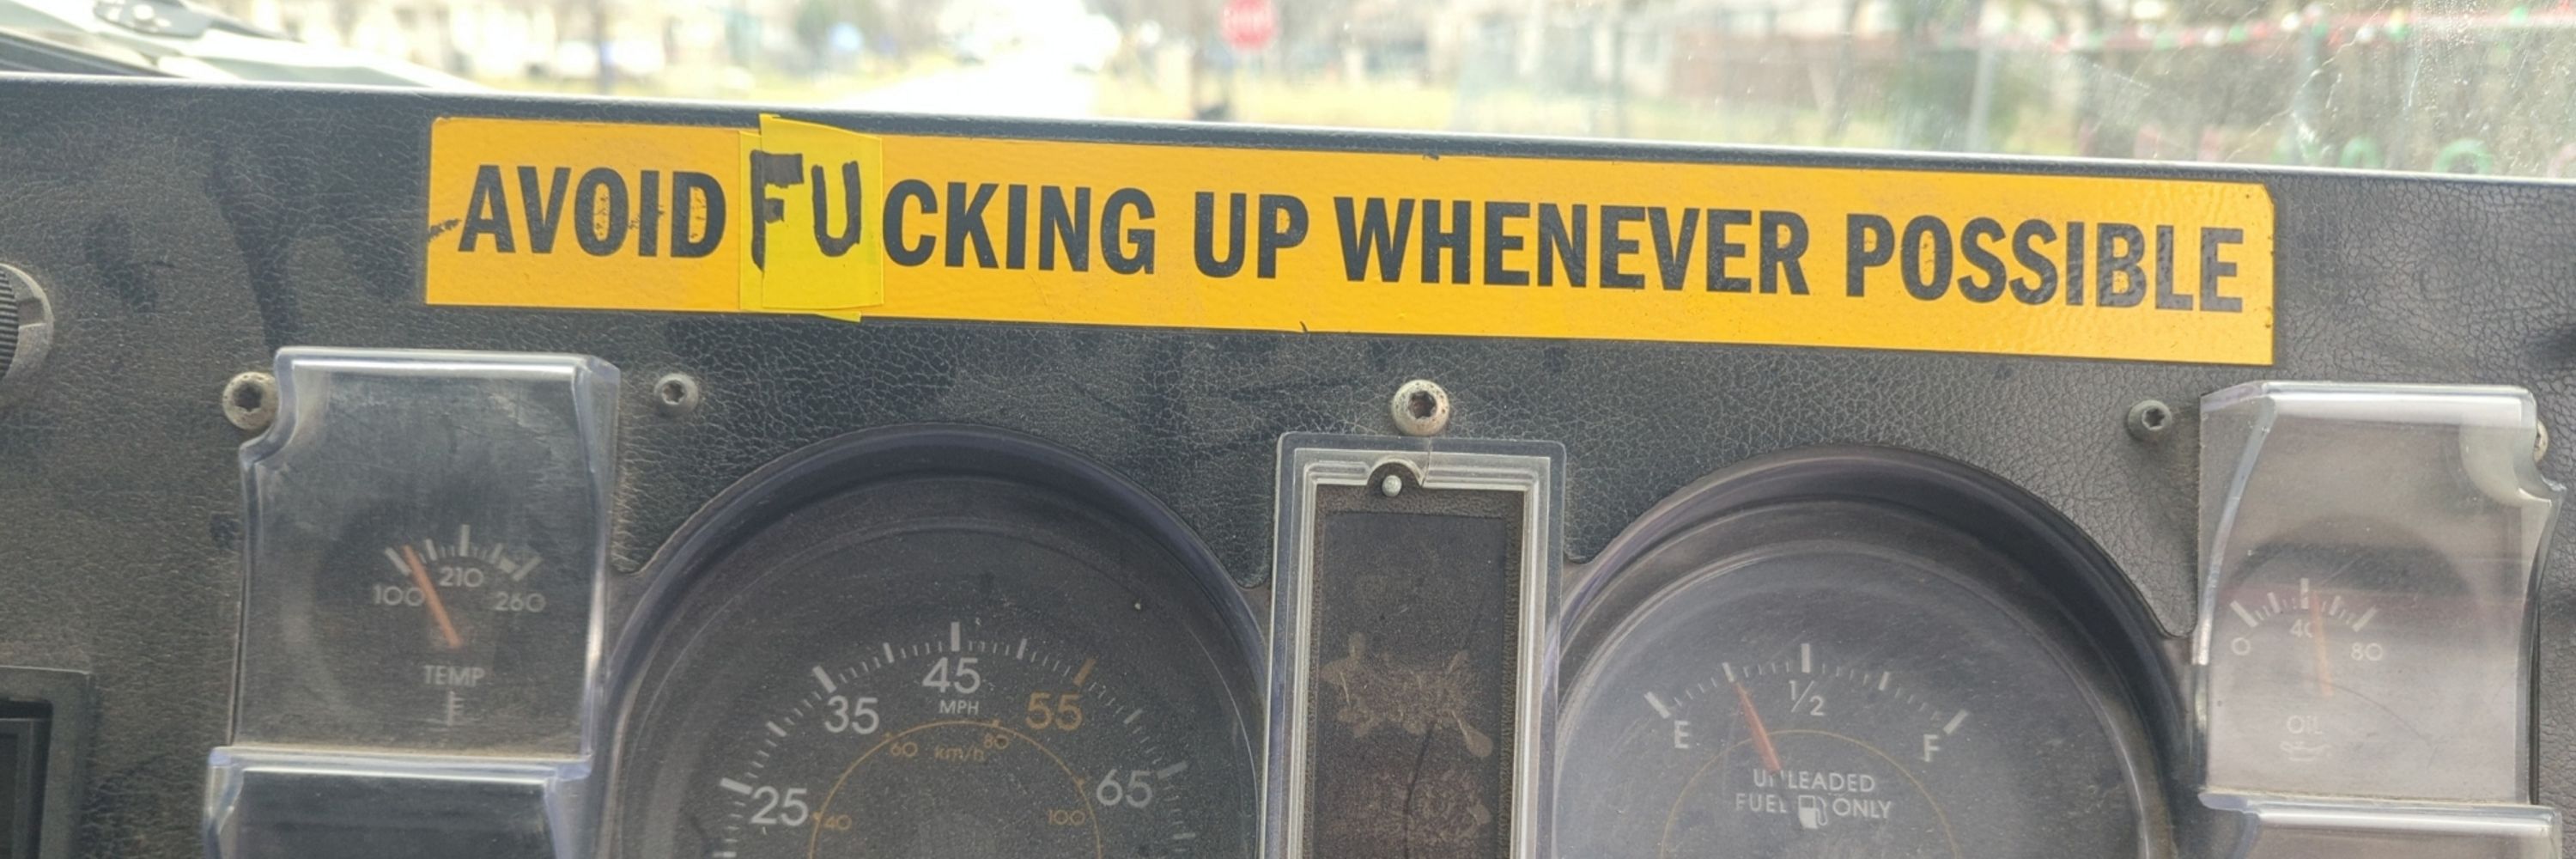 AVOID FUCKING UP WHENEVER POSSIBLE
100 210 260
TEMP
25 35 45 55 65
MPH
40 60 km/h 80 100
E 1/2 F
UNLEADED
FUEL ONLY
0 40 80
OIL